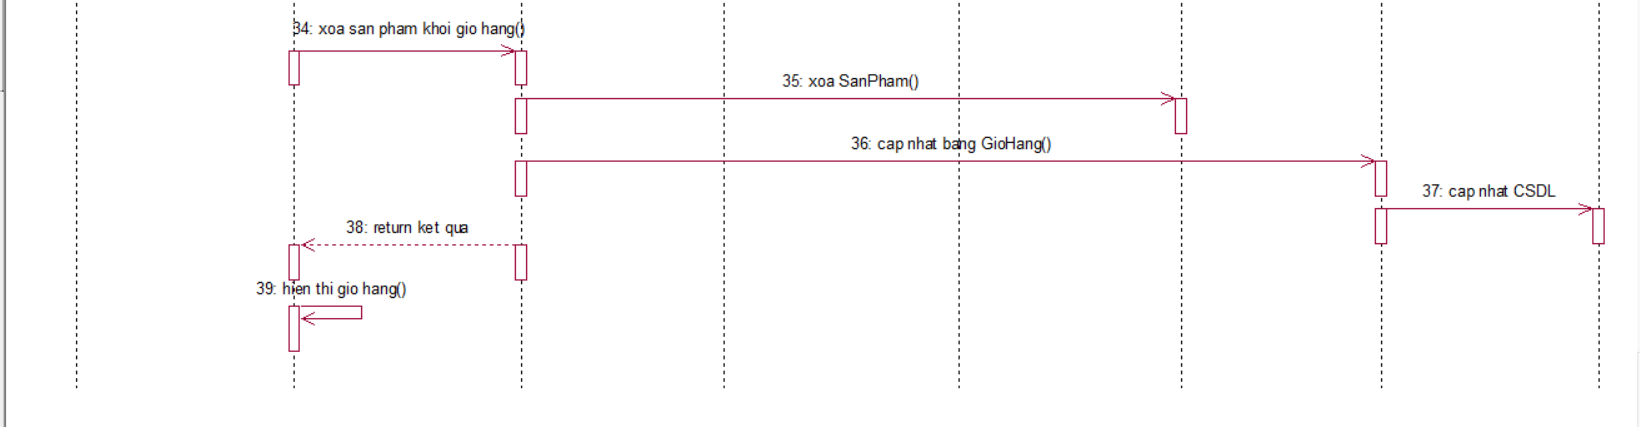 34: xoa san pham khoi gio hang()
35: xoa SanPham()
36: cap nhat bang GioHang()
37: cap nhat CSDL
38: return ket qua
39: hien thi gio hang()